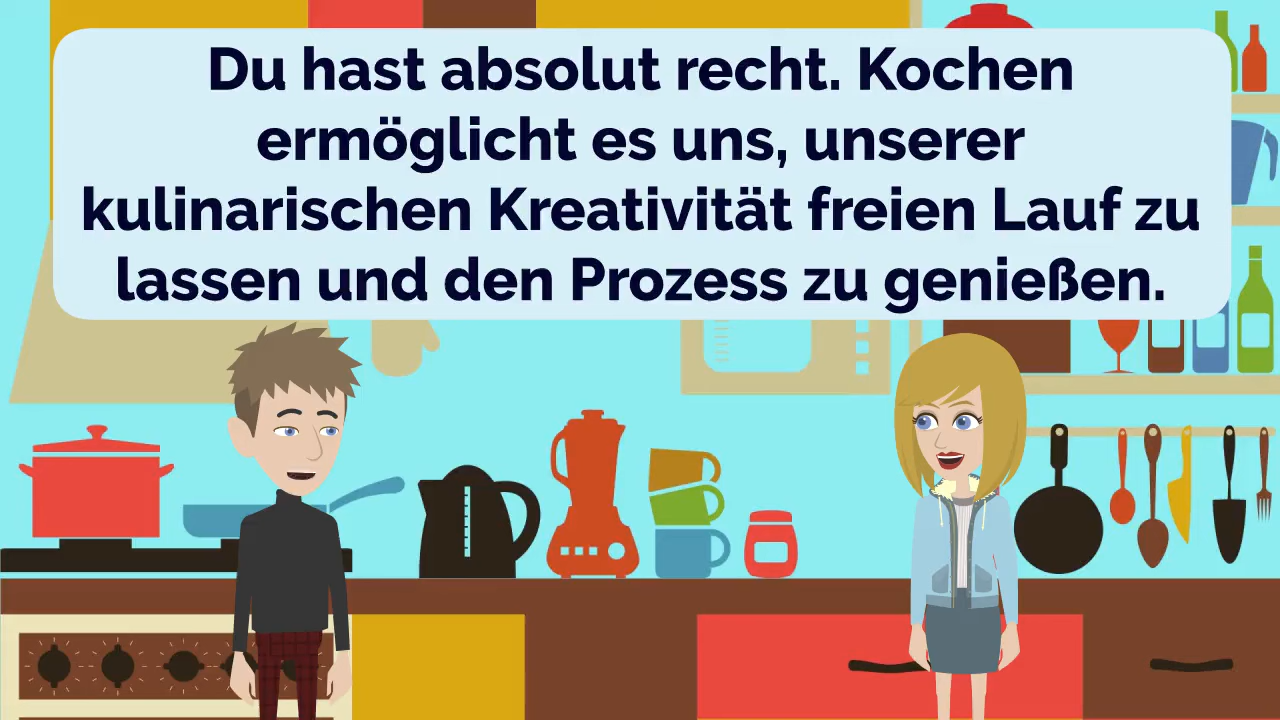 Du hast absolut recht. Kochen
ermöglicht es uns, unserer
kulinarischen Kreativität freien Lauf zu
lassen und den Prozess zu genießen.